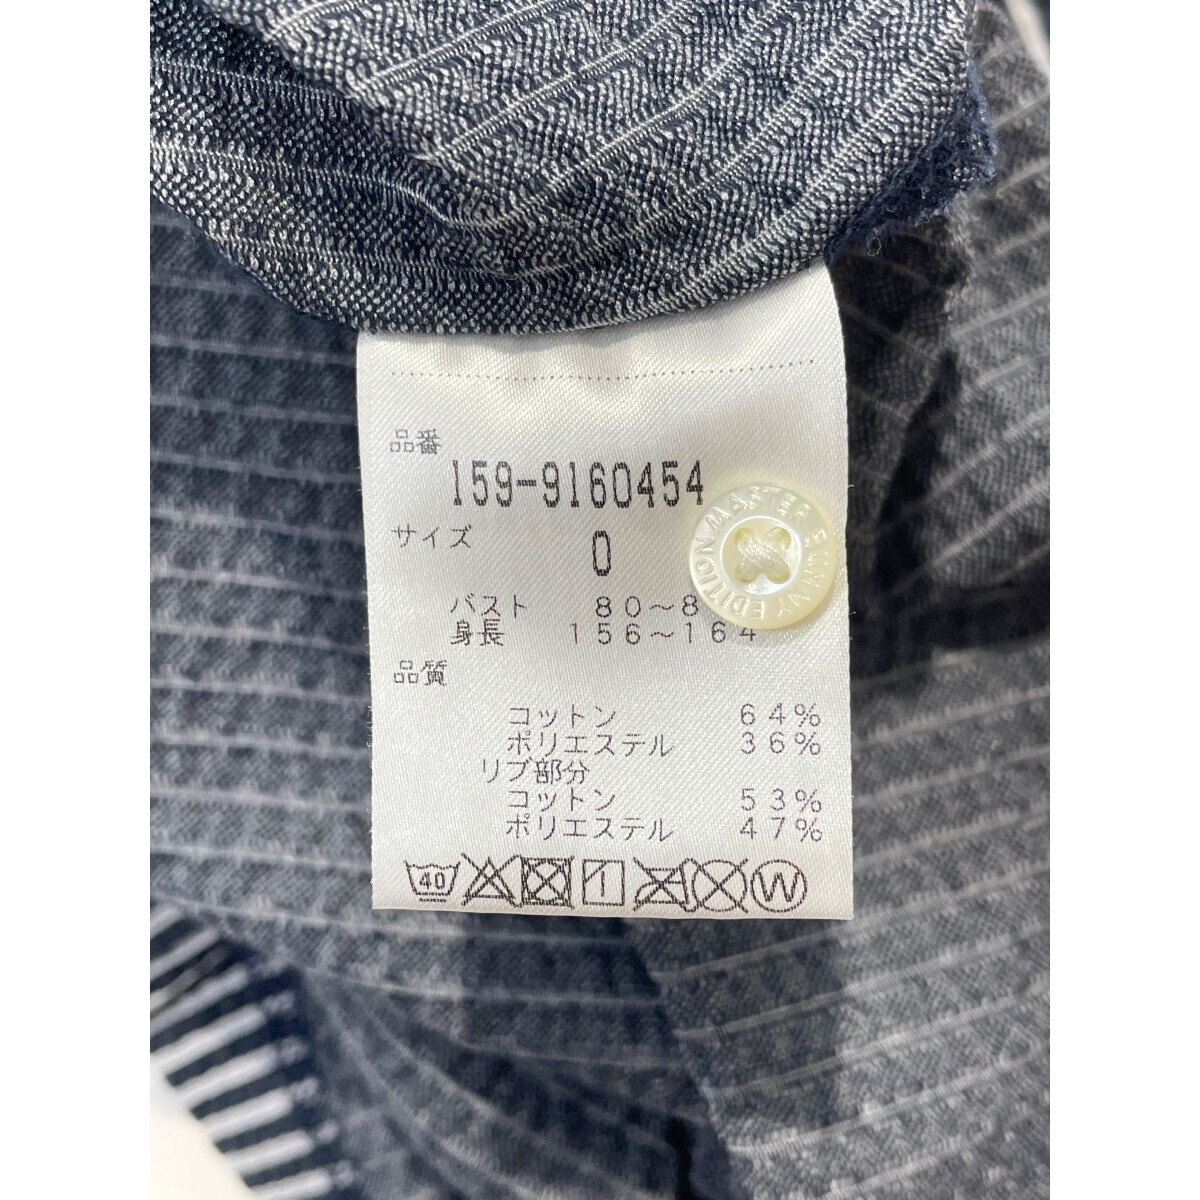 品番
159-9160454
サイズ
0
バスト 80～8
身長 156～164
品質
コットン 64%
ポリエステル 36%
リブ部分
コットン 53%
ポリエステル 47%
40
W
MASTER BUNNY EDITION